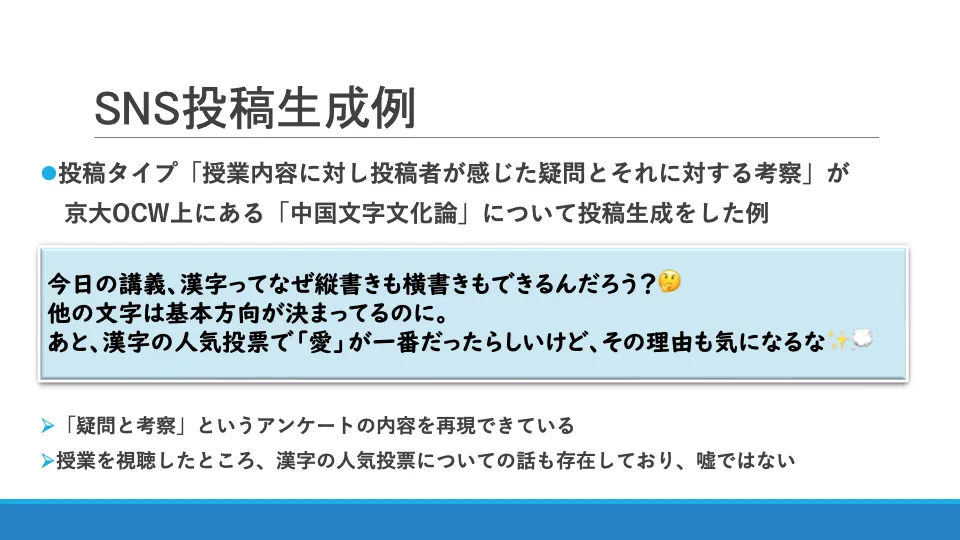 SNS投稿生成例
●投稿タイプ「授業内容に対し投稿者が感じた疑問とそれに対する考察」が
京大OCW上にある「中国文字文化論」について投稿生成をした例
今日の講義、漢字ってなぜ縦書きも横書きもできるんだろう?🤔
他の文字は基本方向が決まってるのに。
あと、漢字の人気投票で「愛」が一番だったらしいけど、その理由も気になるな✨💭
➢「疑問と考察」というアンケートの内容を再現できている
➢授業を視聴したところ、漢字の人気投票についての話も存在しており、嘘ではない